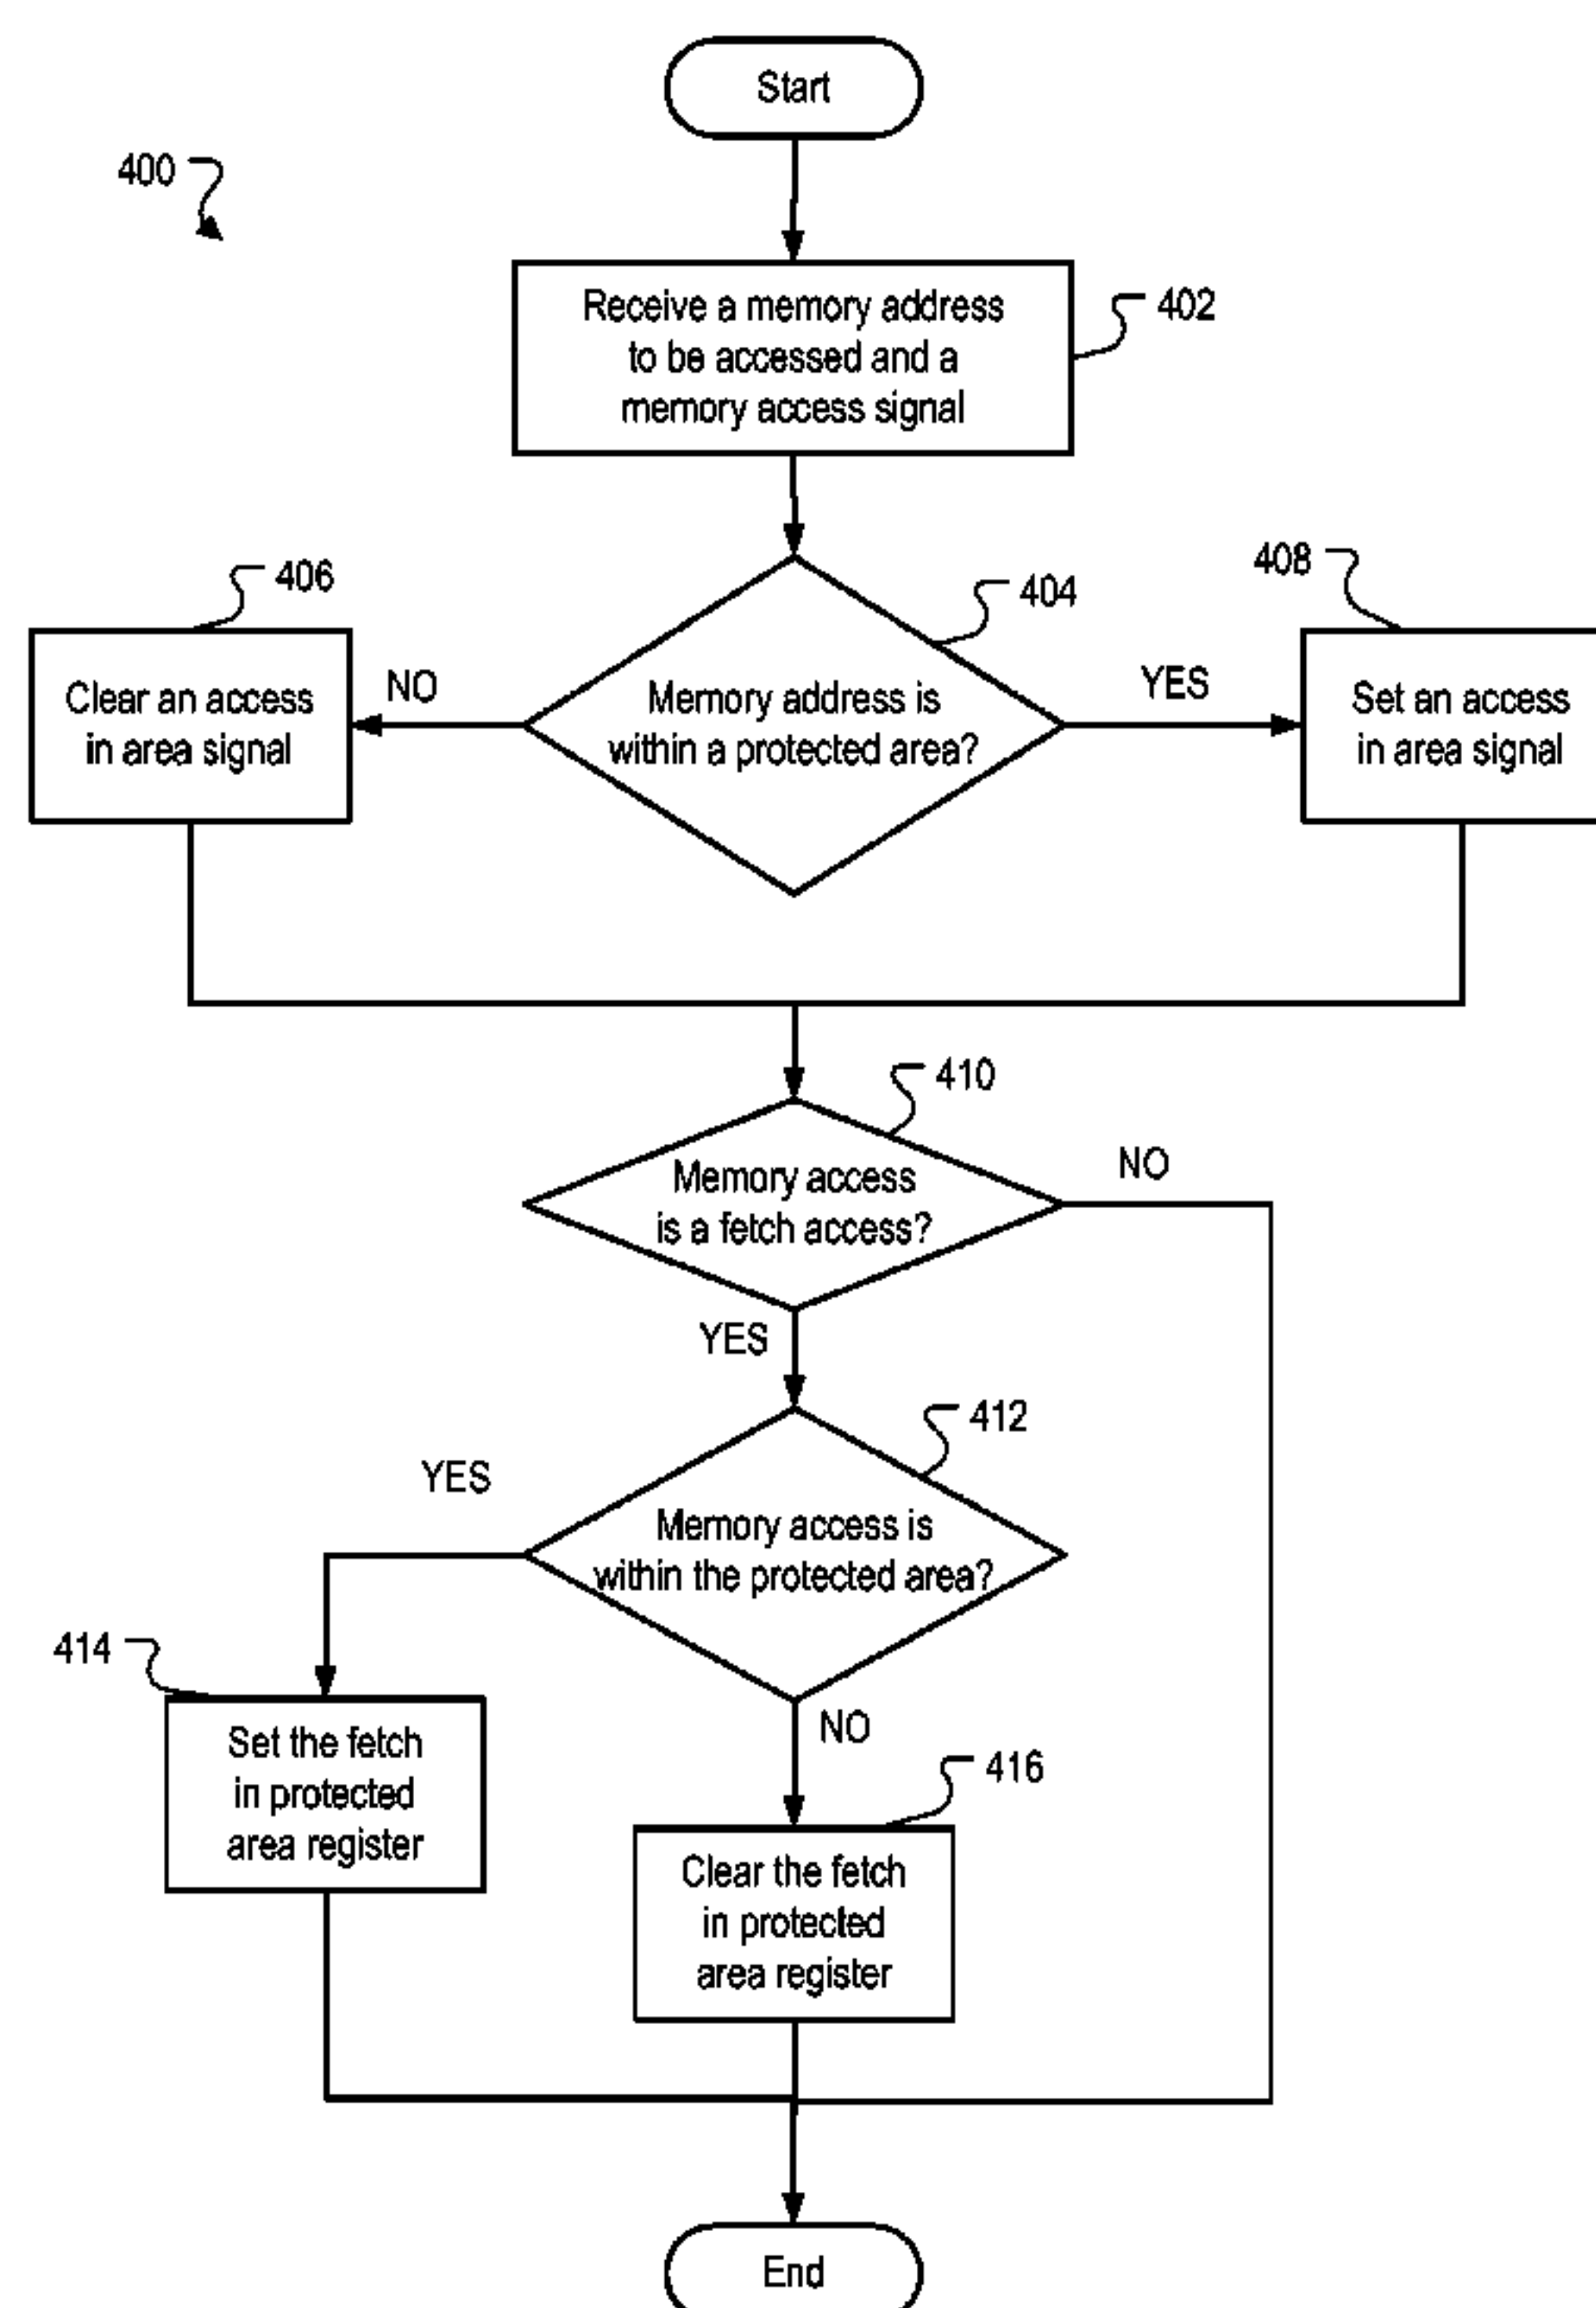 Start
400
Receive a memory address
to be accessed and a
memory access signal
402
406
404
408
Clear an access
in area signal
NO
Memory address is
within a protected area?
YES
Set an access
in area signal
410
Memory access
is a fetch access?
NO
YES
412
YES
Memory access is
within the protected area?
414
Set the fetch
in protected
area register
NO
416
Clear the fetch
in protected
area register
End